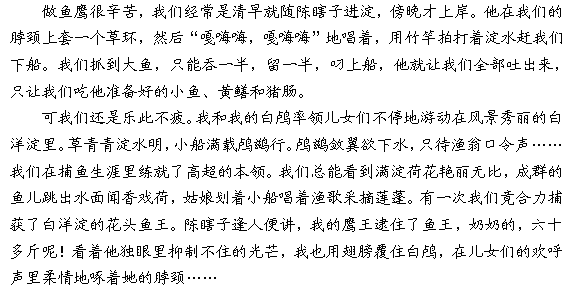 做鱼鹰很辛苦，我们经常是清早就随陈瞎子进淀，傍晚才上岸。他在我们的
脖颈上套一个草环，然后“嘎嗨嗨，嘎嗨嗨”地唱着，用竹竿拍打着淀水赶我们
下船。我们抓到大鱼，只能吞一半，留一半，叼上船，他就让我们全部吐出来，
只让我们吃他准备好的小鱼、黄鳝和猪肠。
可我们还是乐此不疲。我和我的白鸬率领儿女们不停地游动在风景秀丽的白
洋淀里。草青青淀水明，小船满载鸬鹚行。鸬鹚敛翼欲下水，只待渔翁口令声……
我们在捕鱼生涯里练就了高超的本领。我们总能看到满淀荷花艳丽无比，成群的
鱼儿跳出水面闻香戏荷，姑娘划着小船唱着渔歌采摘莲蓬。有一次我们竟合力捕
获了白洋淀的花头鱼王。陈瞎子逢人便讲，我的鹰王逮住了鱼王，奶奶的，六十
多斤呢！看着他独眼里抑制不住的光芒，我也用翅膀覆住白鸬，在儿女们的欢呼
声里柔情地啄着她的脖颈……